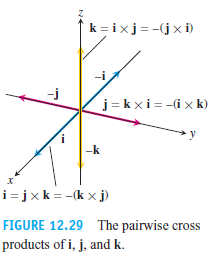 z
k = i × j = –(j × i)
–i
–j
j = k × i = –(i × k)
y
i
–k
x
i = j × k = –(k × j)
FIGURE 12.29 The pairwise cross
products of i, j, and k.